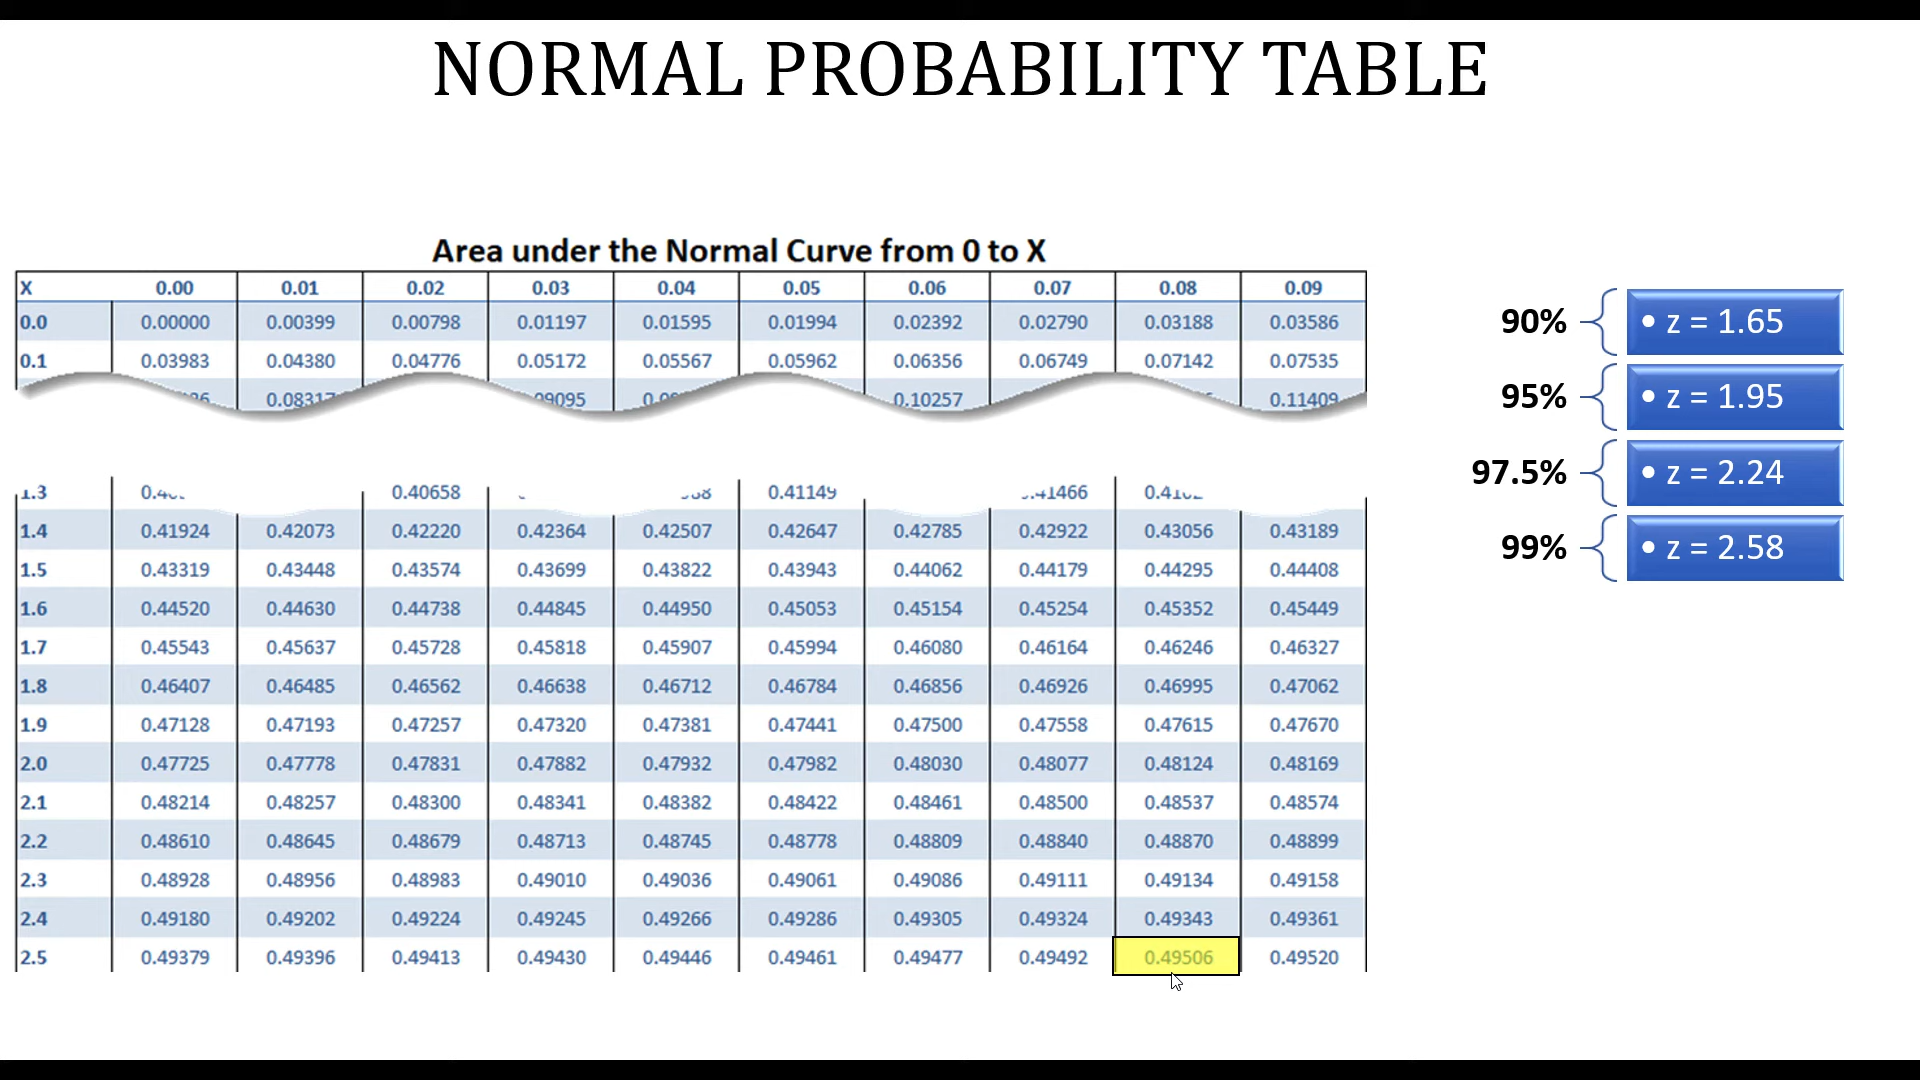 NORMAL PROBABILITY TABLE
Area under the Normal Curve from 0 to X
X 0.00 0.01 0.02 0.03 0.04 0.05 0.06 0.07 0.08 0.09
0.0 0.00000 0.00399 0.00798 0.01197 0.01595 0.01994 0.02392 0.02790 0.03188 0.03586
0.1 0.03983 0.04380 0.04776 0.05172 0.05567 0.05962 0.06356 0.06749 0.07142 0.07535
0.10257 0.11409
1.3 0.40658 0.41149
1.4 0.41924 0.42073 0.42220 0.42364 0.42507 0.42647 0.42785 0.42922 0.43056 0.43189
1.5 0.43319 0.43448 0.43574 0.43699 0.43822 0.43943 0.44062 0.44179 0.44295 0.44408
1.6 0.44520 0.44630 0.44738 0.44845 0.44950 0.45053 0.45154 0.45254 0.45352 0.45449
1.7 0.45543 0.45637 0.45728 0.45818 0.45907 0.45994 0.46080 0.46164 0.46246 0.46327
1.8 0.46407 0.46485 0.46562 0.46638 0.46712 0.46784 0.46856 0.46926 0.46995 0.47062
1.9 0.47128 0.47193 0.47257 0.47320 0.47381 0.47441 0.47500 0.47558 0.47615 0.47670
2.0 0.47725 0.47778 0.47831 0.47882 0.47932 0.47982 0.48030 0.48077 0.48124 0.48169
2.1 0.48214 0.48257 0.48300 0.48341 0.48382 0.48422 0.48461 0.48500 0.48537 0.48574
2.2 0.48610 0.48645 0.48679 0.48713 0.48745 0.48778 0.48809 0.48840 0.48870 0.48899
2.3 0.48928 0.48956 0.48983 0.49010 0.49036 0.49061 0.49086 0.49111 0.49134 0.49158
2.4 0.49180 0.49202 0.49224 0.49245 0.49266 0.49286 0.49305 0.49324 0.49343 0.49361
2.5 0.49379 0.49396 0.49413 0.49430 0.49446 0.49461 0.49477 0.49492 0.49506 0.49520
90% • z = 1.65
95% • z = 1.95
97.5% • z = 2.24
99% • z = 2.58